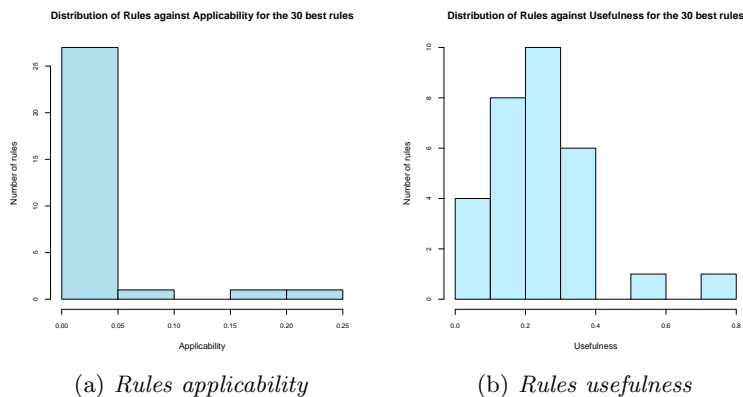 Distribution of Rules against Applicability for the 30 best rules
Number of rules
25
20
15
10
5
0
0.00 0.05 0.10 0.15 0.20 0.25
Applicability
(a) Rules applicability
Distribution of Rules against Usefulness for the 30 best rules
Number of rules
10
8
6
4
2
0
0.0 0.2 0.4 0.6 0.8
Usefulness
(b) Rules usefulness